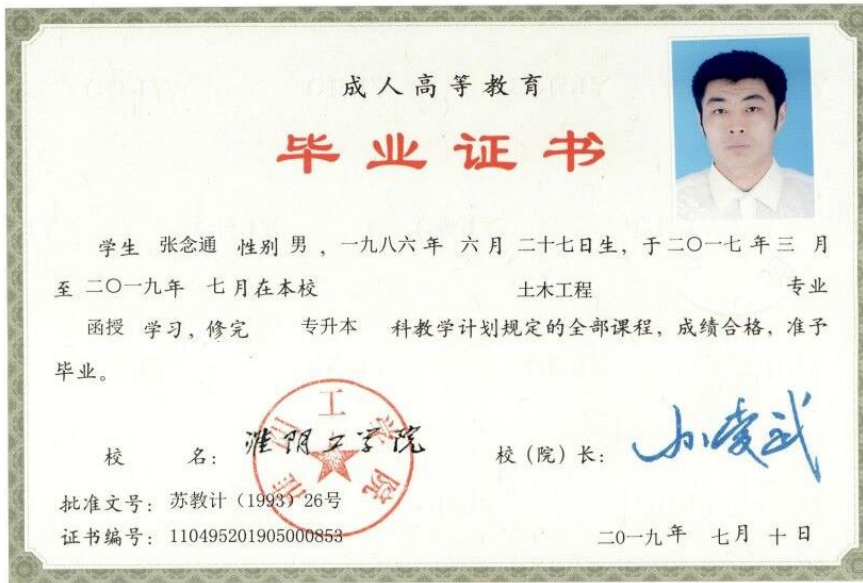 成人高等教育
毕业证书
学生 张念通 性别 男 ，一九八六 年 六 月 二十七日生，于二〇一七 年 三 月
至 二〇一九年 七 月在本校 土木工程 专业
函授 学习，修完 专升本 科教学计划规定的全部课程，成绩合格，准予
毕业。
校 名：淮阴工学院 校（院）长：
批准文号：苏教计（1993）26号
证书编号：110495201905000853 二〇一九年 七月 十 日
淮阴工学院